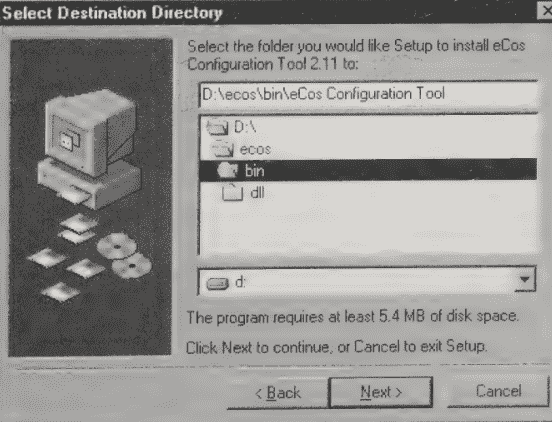 Select Destination Directory
Select the folder you would like Setup to install eCos
Configuration Tool 2.11 to:
D:\ecos\bin\eCos Configuration Tool
D:\
ecos
bin
dll
d:
The program requires at least 5.4 MB of disk space.
Click Next to continue, or Cancel to exit Setup.
< Back
Next >
Cancel